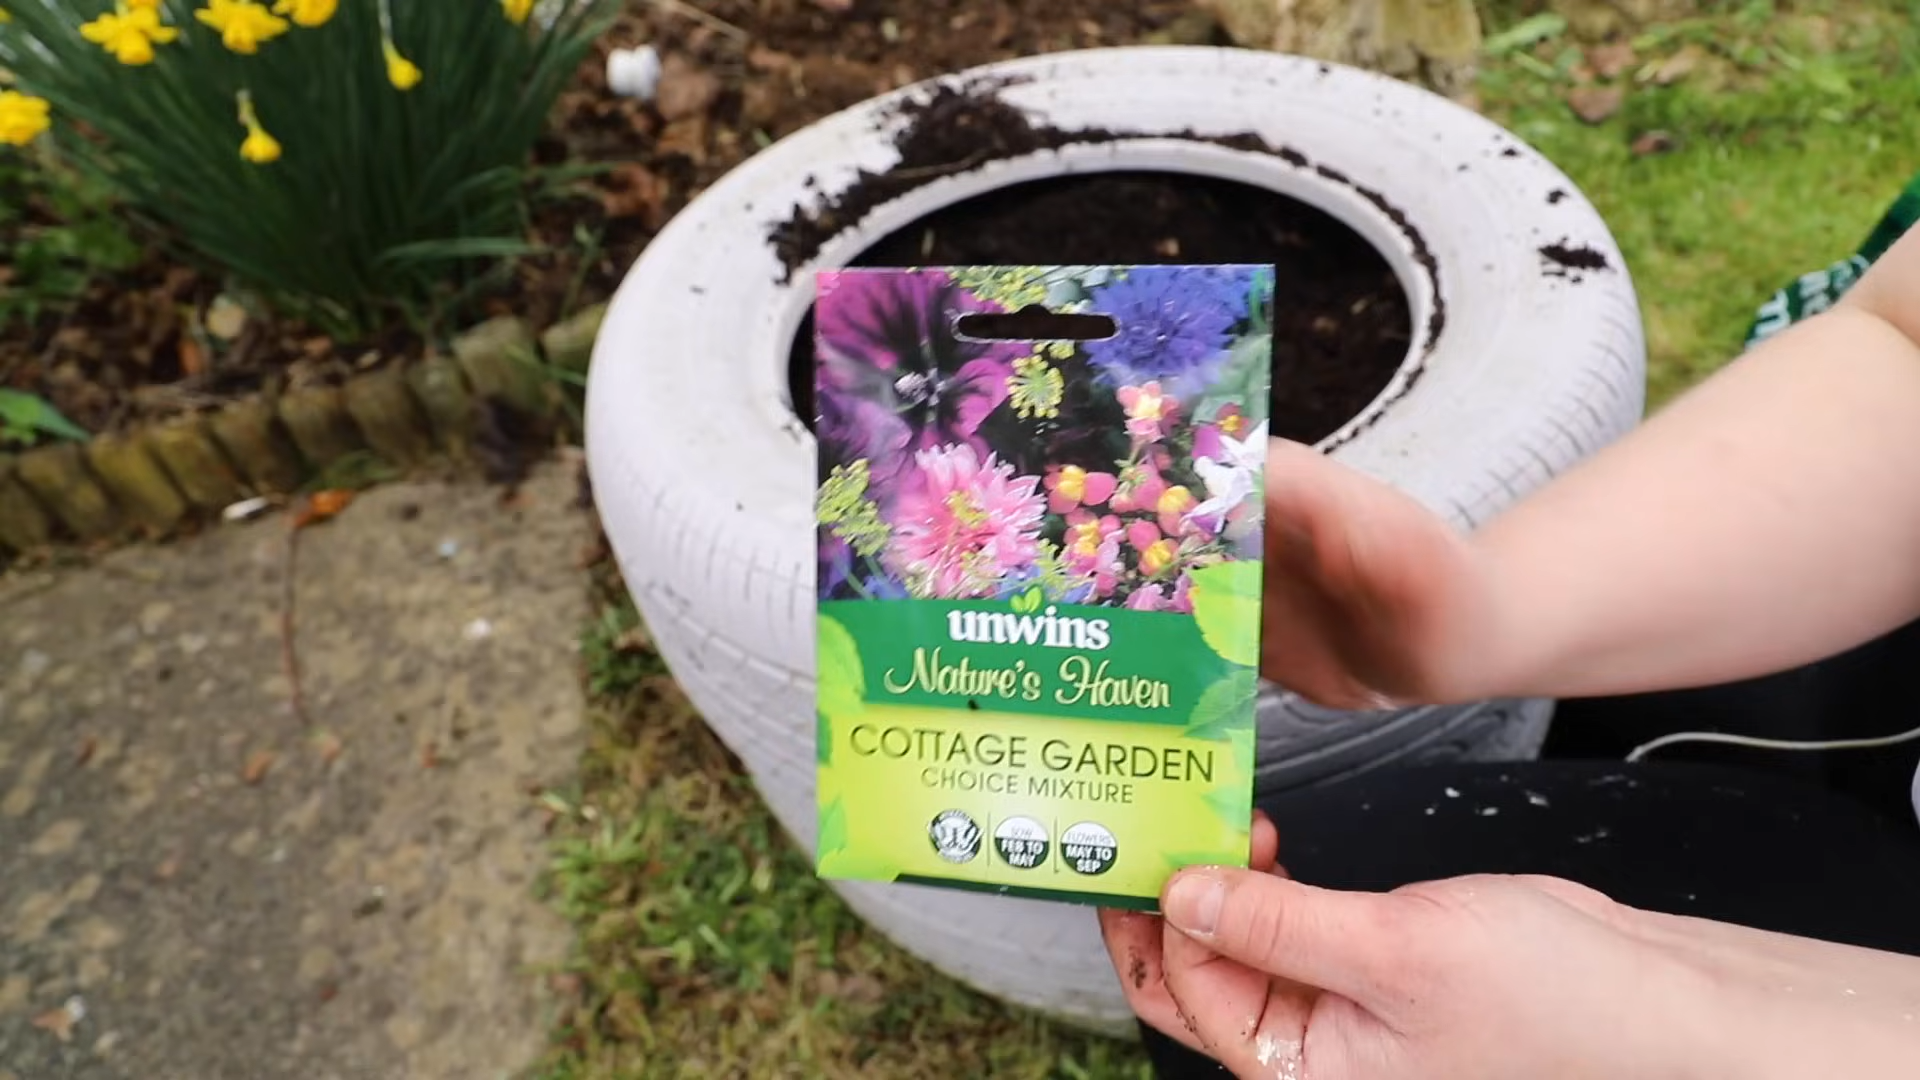 unwins
Nature's Haven
COTTAGE GARDEN
CHOICE MIXTURE
SOW
FEB TO
MAY
FLOWERS
MAY TO
SEP